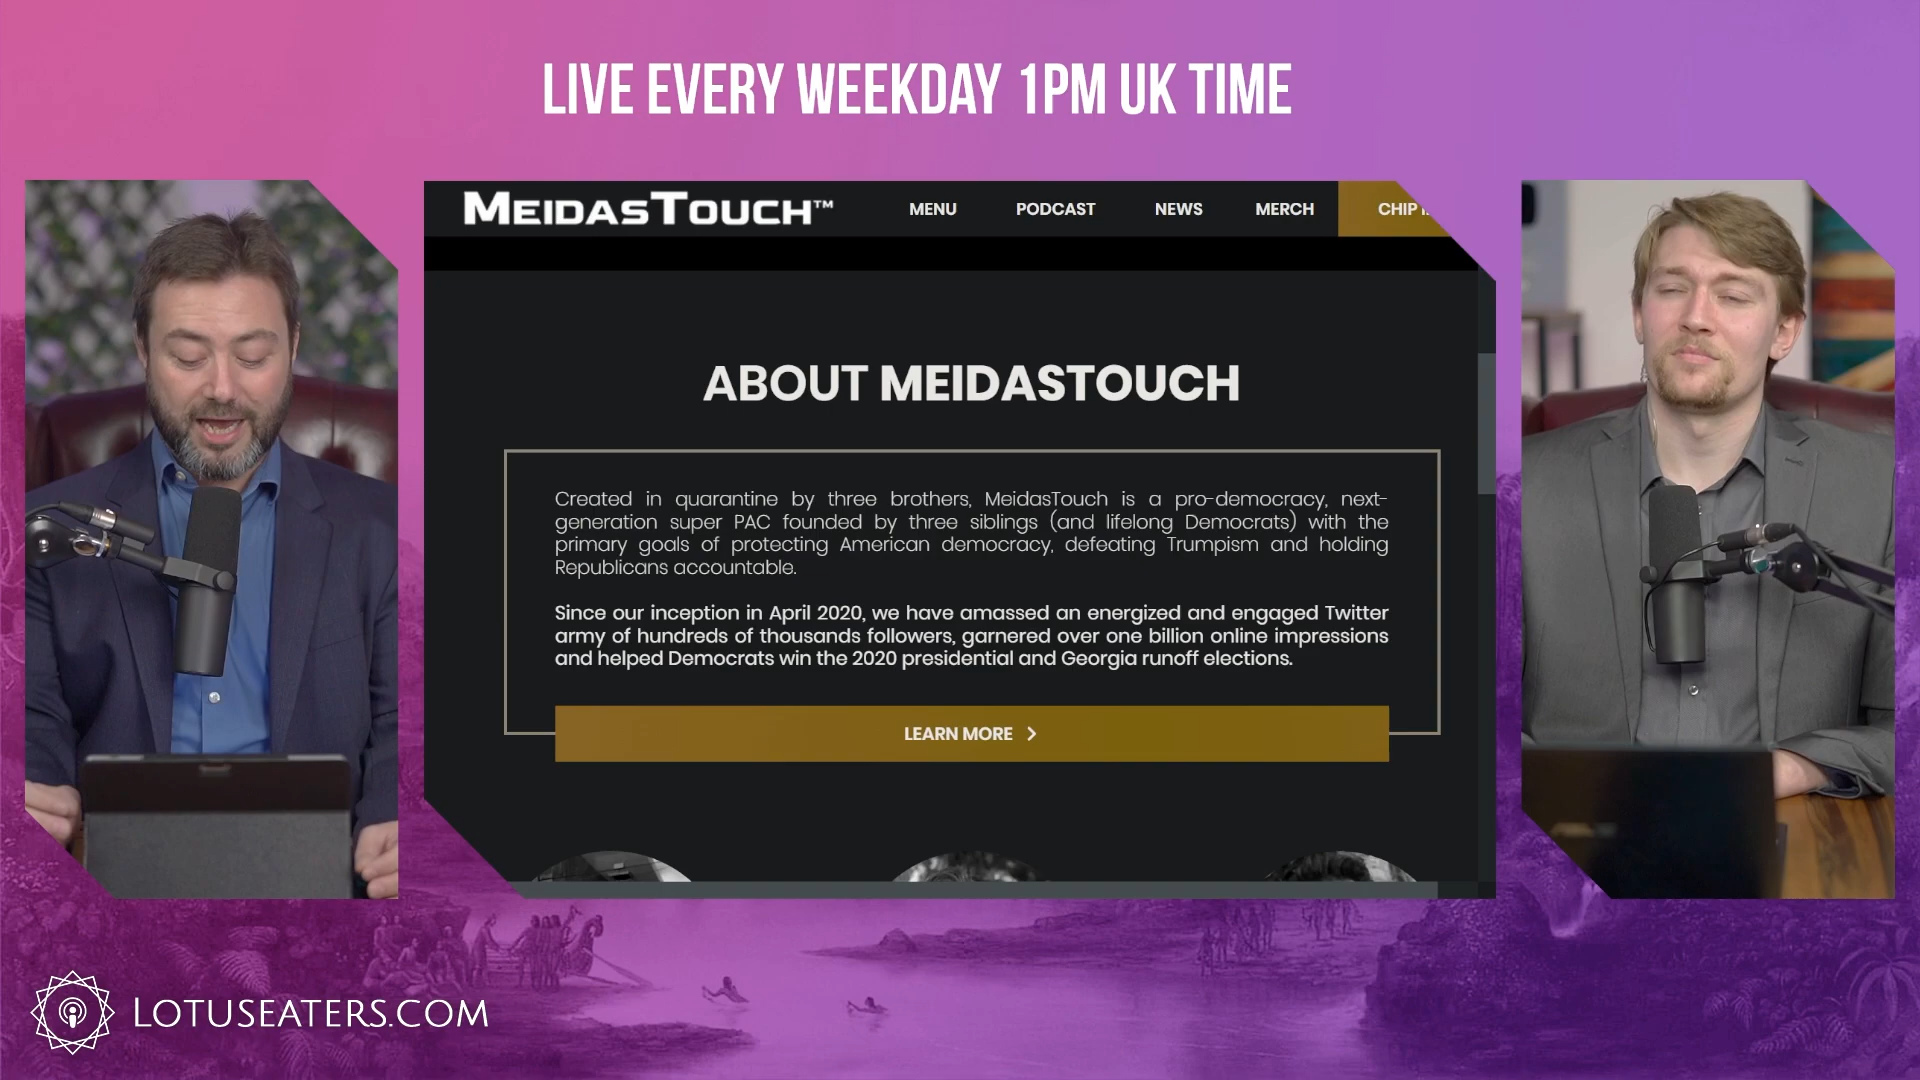 LIVE EVERY WEEKDAY 1PM UK TIME
MEIDASTOUCH™
MENU
PODCAST
NEWS
MERCH
CHIP
ABOUT MEIDASTOUCH
Created in quarantine by three brothers, MeidasTouch is a pro-democracy, next-
generation super PAC founded by three siblings (and lifelong Democrats) with the
primary goals of protecting American democracy, defeating Trumpism and holding
Republicans accountable.
Since our inception in April 2020, we have amassed an energized and engaged Twitter
army of hundreds of thousands followers, garnered over one billion online impressions
and helped Democrats win the 2020 presidential and Georgia runoff elections.
LEARN MORE >
LOTUSEATERS.COM